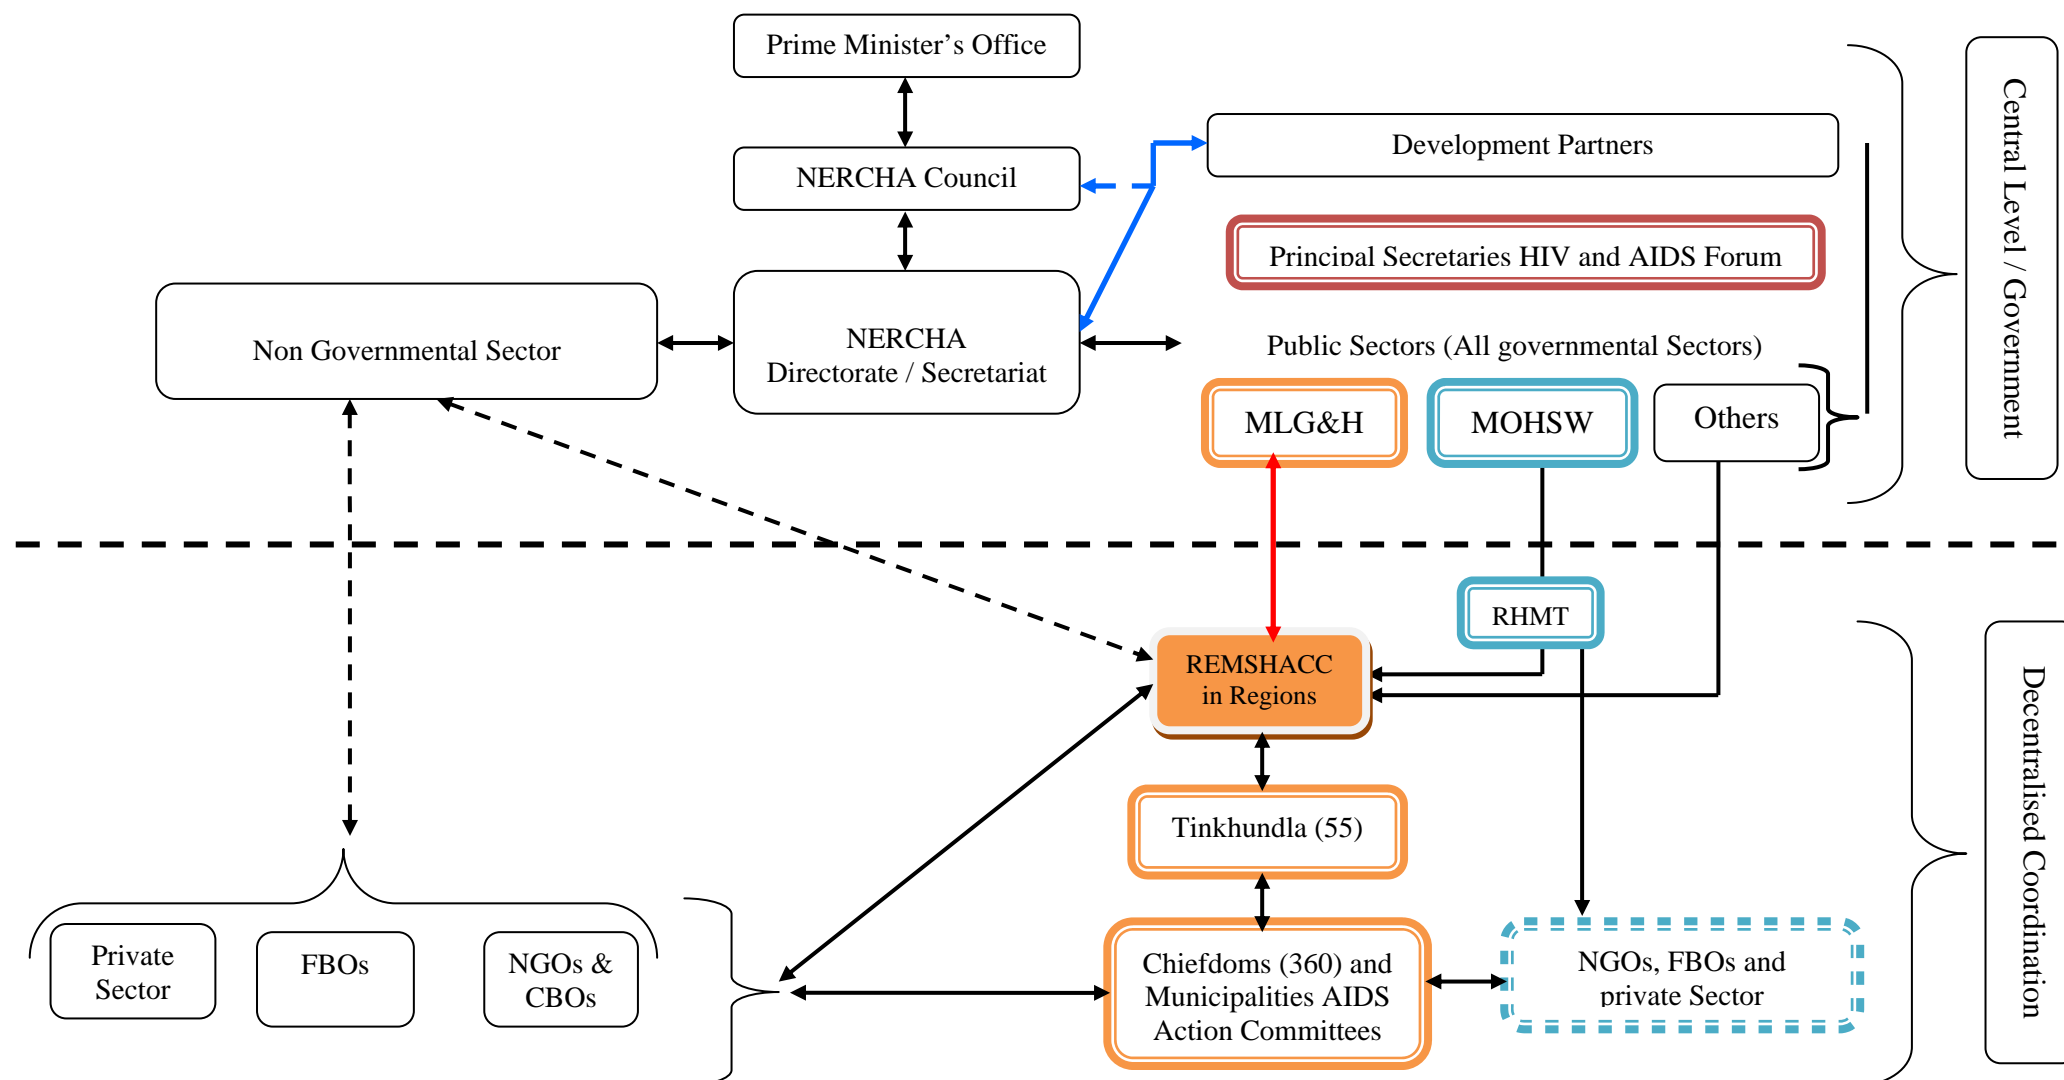 Prime Minister’s Office
Central Level / Government
Development Partners
NERCHA Council
Principal Secretaries HIV and AIDS Forum
Non Governmental Sector
NERCHA
Directorate / Secretariat
Public Sectors (All governmental Sectors)
MLG&H
MOHSW
Others
RHMT
REMSHACC
in Regions
Decentralised Coordination
Tinkhundla (55)
Private
Sector
FBOs
NGOs &
CBOs
Chiefdoms (360) and
Municipalities AIDS
Action Committees
NGOs, FBOs and
private Sector